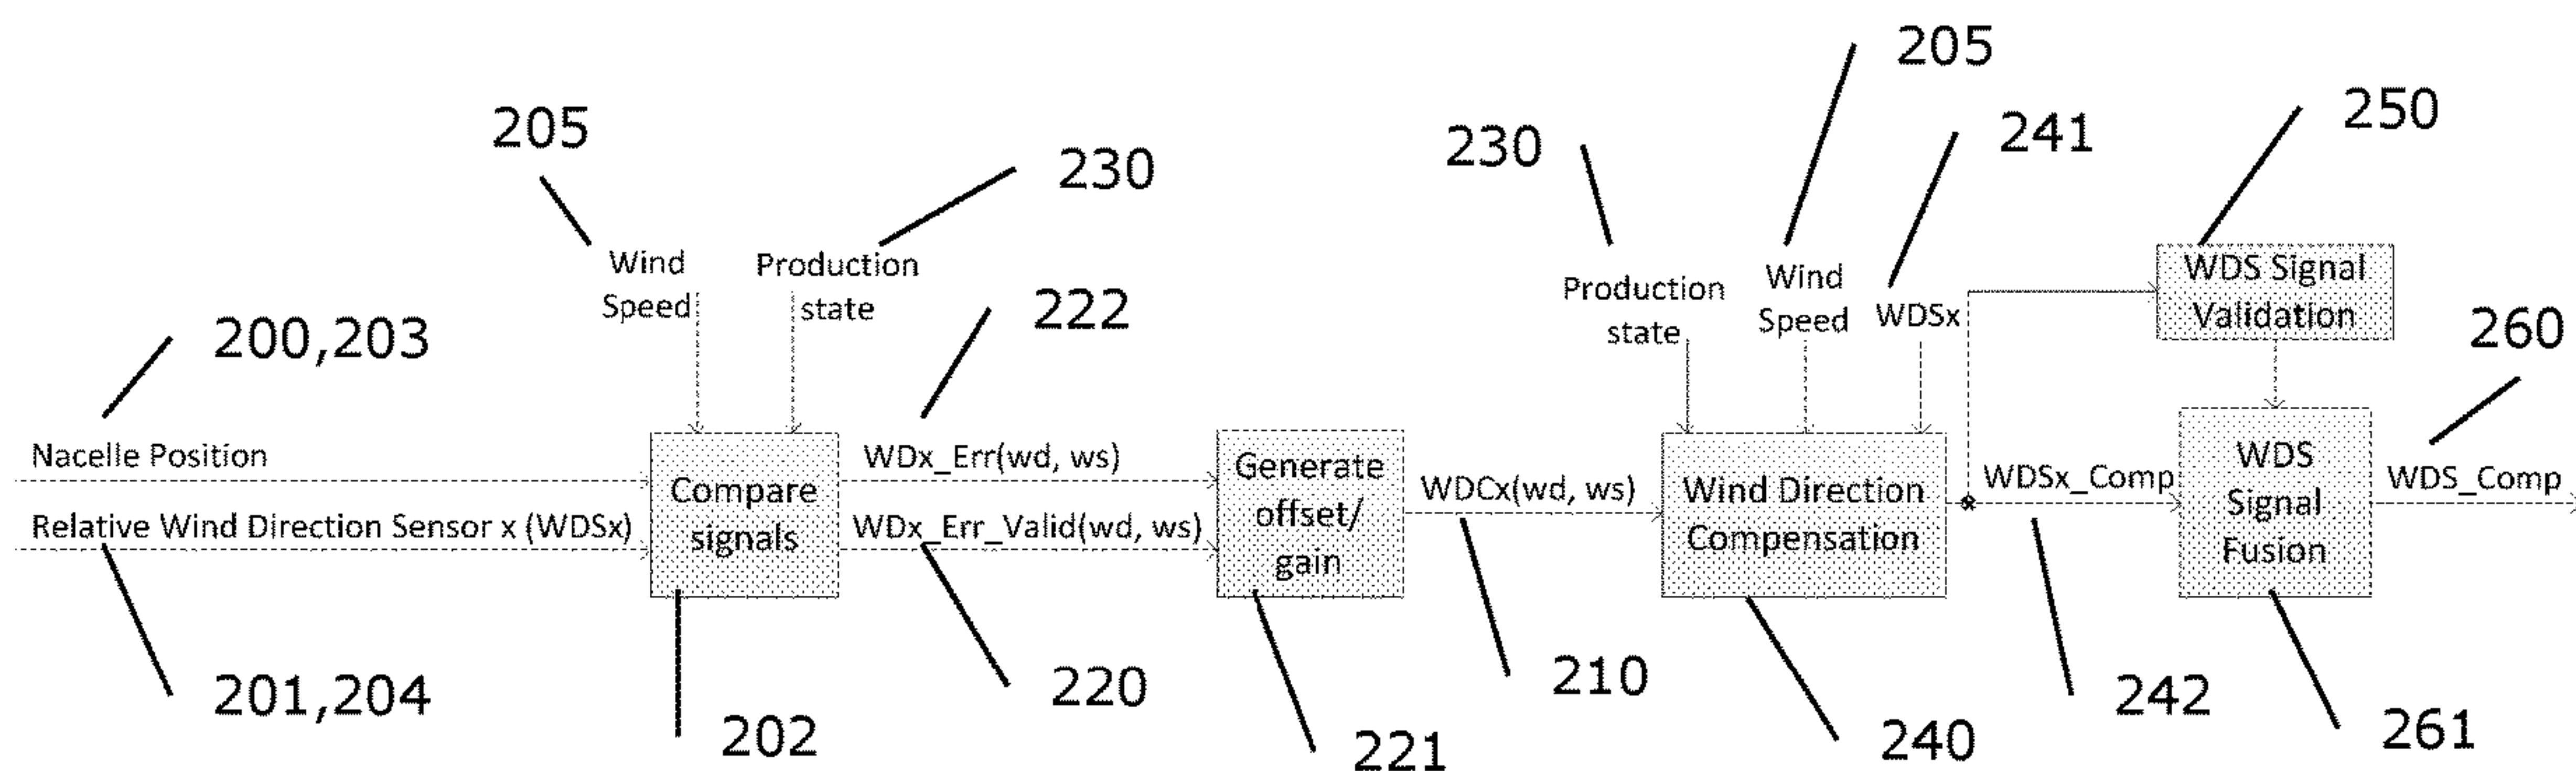 205
230
Wind
Speed
Production
state
200,203
222
Nacelle Position
Relative Wind Direction Sensor x (WDSx)
201,204
Compare
signals
202
WDx_Err(wd, ws)
WDx_Err_Valid(wd, ws)
220
Generate
offset/
gain
221
WDCx(wd, ws)
210
230
205
241
250
Production
state
Wind
Speed
WDSx
Wind Direction
Compensation
240
WDS Signal
Validation
WDSx_Comp
242
WDS
Signal
Fusion
261
260
WDS_Comp